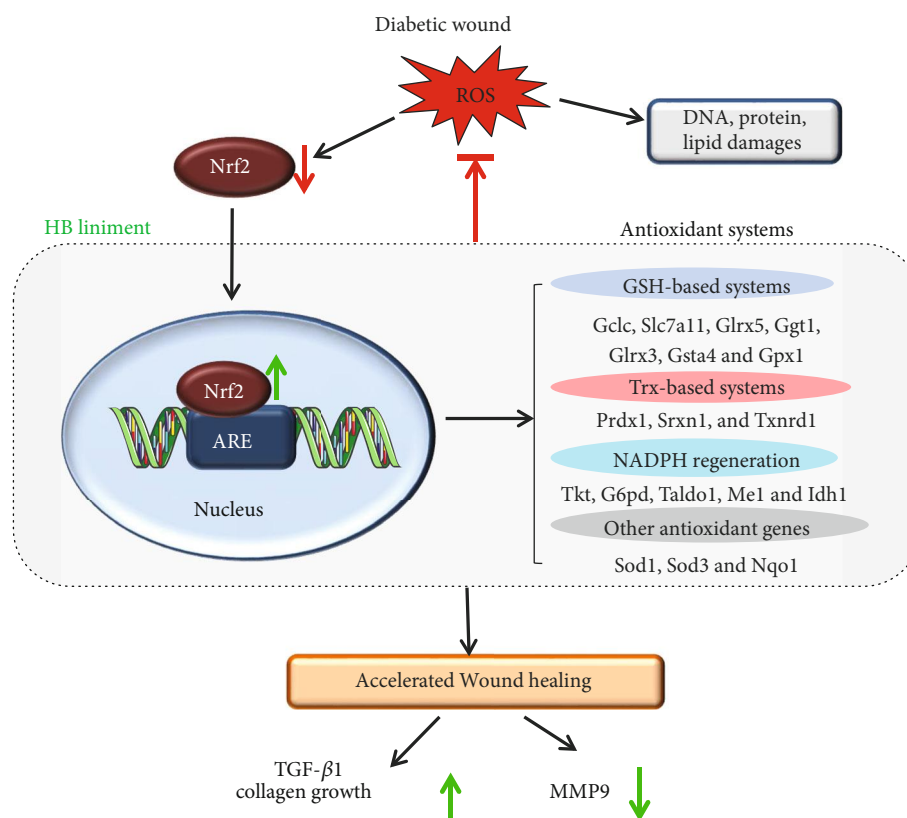 Diabetic wound
ROS
DNA, protein,
lipid damages
Nrf2
HB liniment
Antioxidant systems
GSH-based systems
Gclc, Slc7a11, Glrx5, Ggt1,
Glrx3, Gsta4 and Gpx1
Trx-based systems
Prdx1, Srxn1, and Txnrd1
NADPH regeneration
Tkt, G6pd, Taldo1, Me1 and Idh1
Other antioxidant genes
Sod1, Sod3 and Nqo1
Nrf2
ARE
Nucleus
Accelerated Wound healing
TGF-β1
collagen growth
MMP9